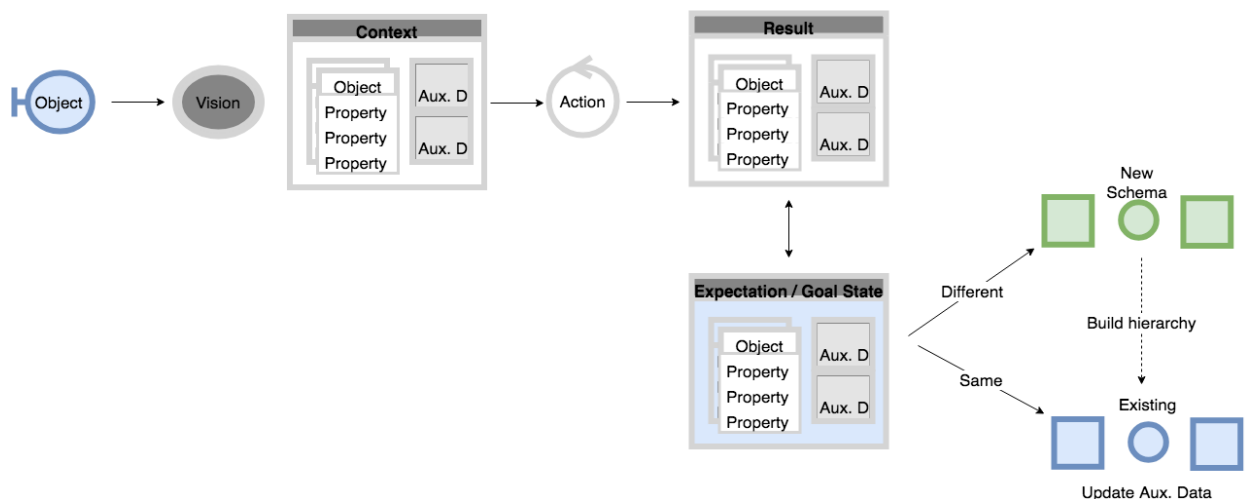 Object
Vision
Context
Object
Property
Property
Property
Aux. D
Aux. D
Action
Result
Object
Property
Property
Property
Aux. D
Aux. D
Expectation / Goal State
Object
Property
Property
Property
Aux. D
Aux. D
Different
Same
New
Schema
Build hierarchy
Existing
Update Aux. Data